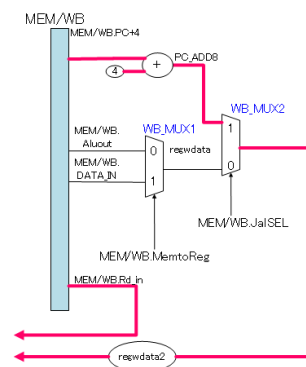 MEM/WB
MEM/WB.PC+4
PC_ADD8
4
+
WB_MUX2
WB_MUX1
1
MEM/WB.
Aluout
0
regwdata
MEM/WB.
DATA_IN
1
0
MEM/WB.JalSEL
MEM/WB.MemtoReg
MEM/WB.Rd_in
regwdata2